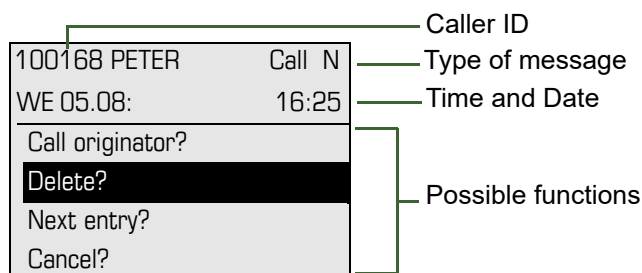 Caller ID
100168 PETER Call N
Type of message
WE 05.08: 16:25
Time and Date
Call originator?
Delete?
Possible functions
Next entry?
Cancel?